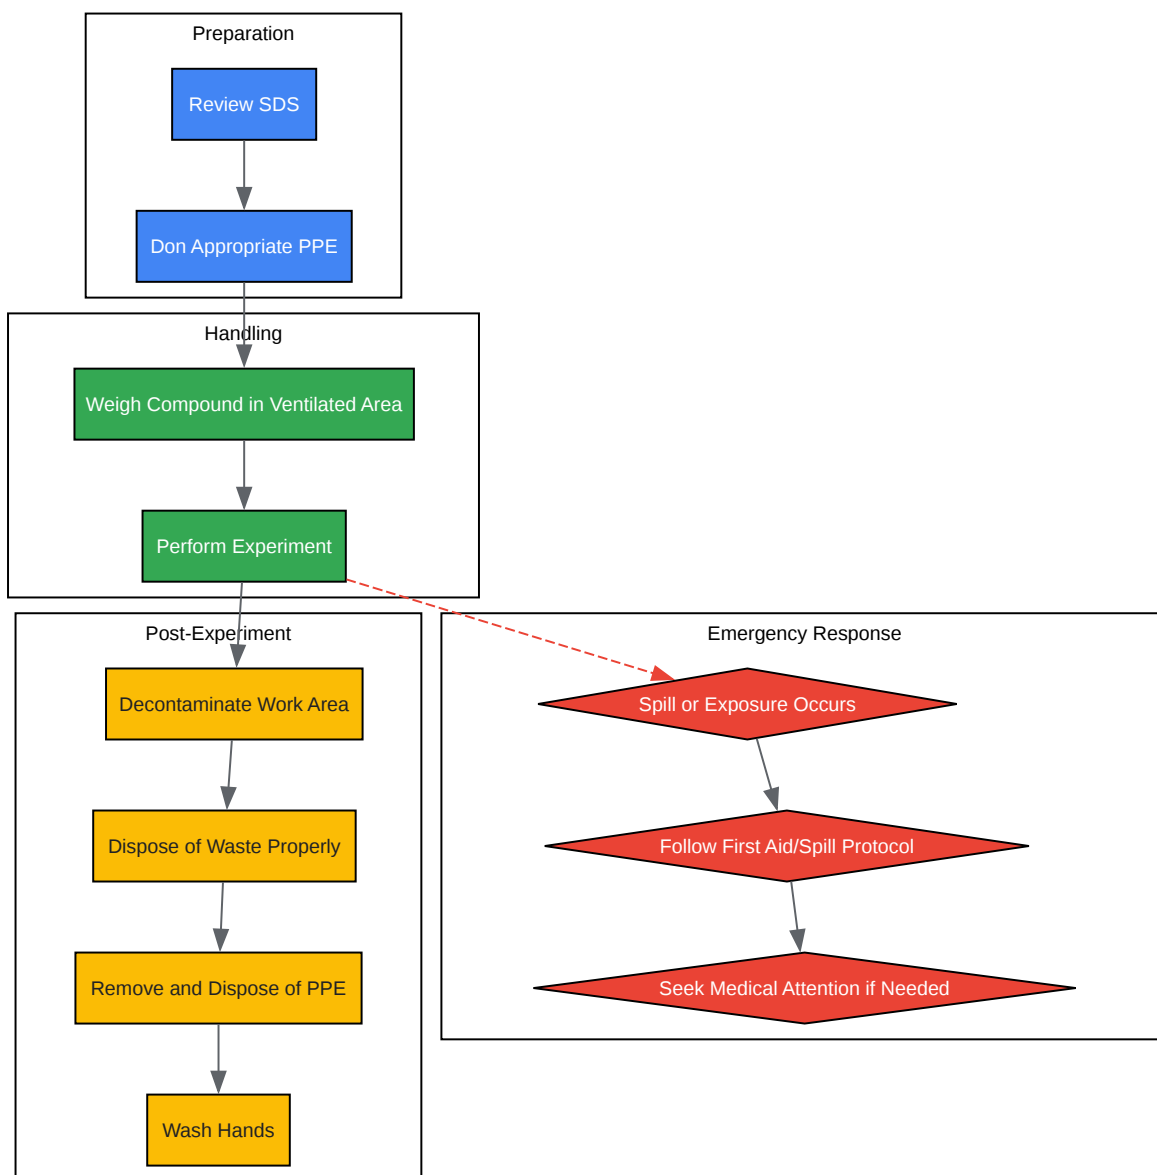 Preparation
Review SDS
Don Appropriate PPE
Handling
Weigh Compound in Ventilated Area
Perform Experiment
Post-Experiment
Decontaminate Work Area
Dispose of Waste Properly
Remove and Dispose of PPE
Wash Hands
Emergency Response
Spill or Exposure Occurs
Follow First Aid/Spill Protocol
Seek Medical Attention if Needed